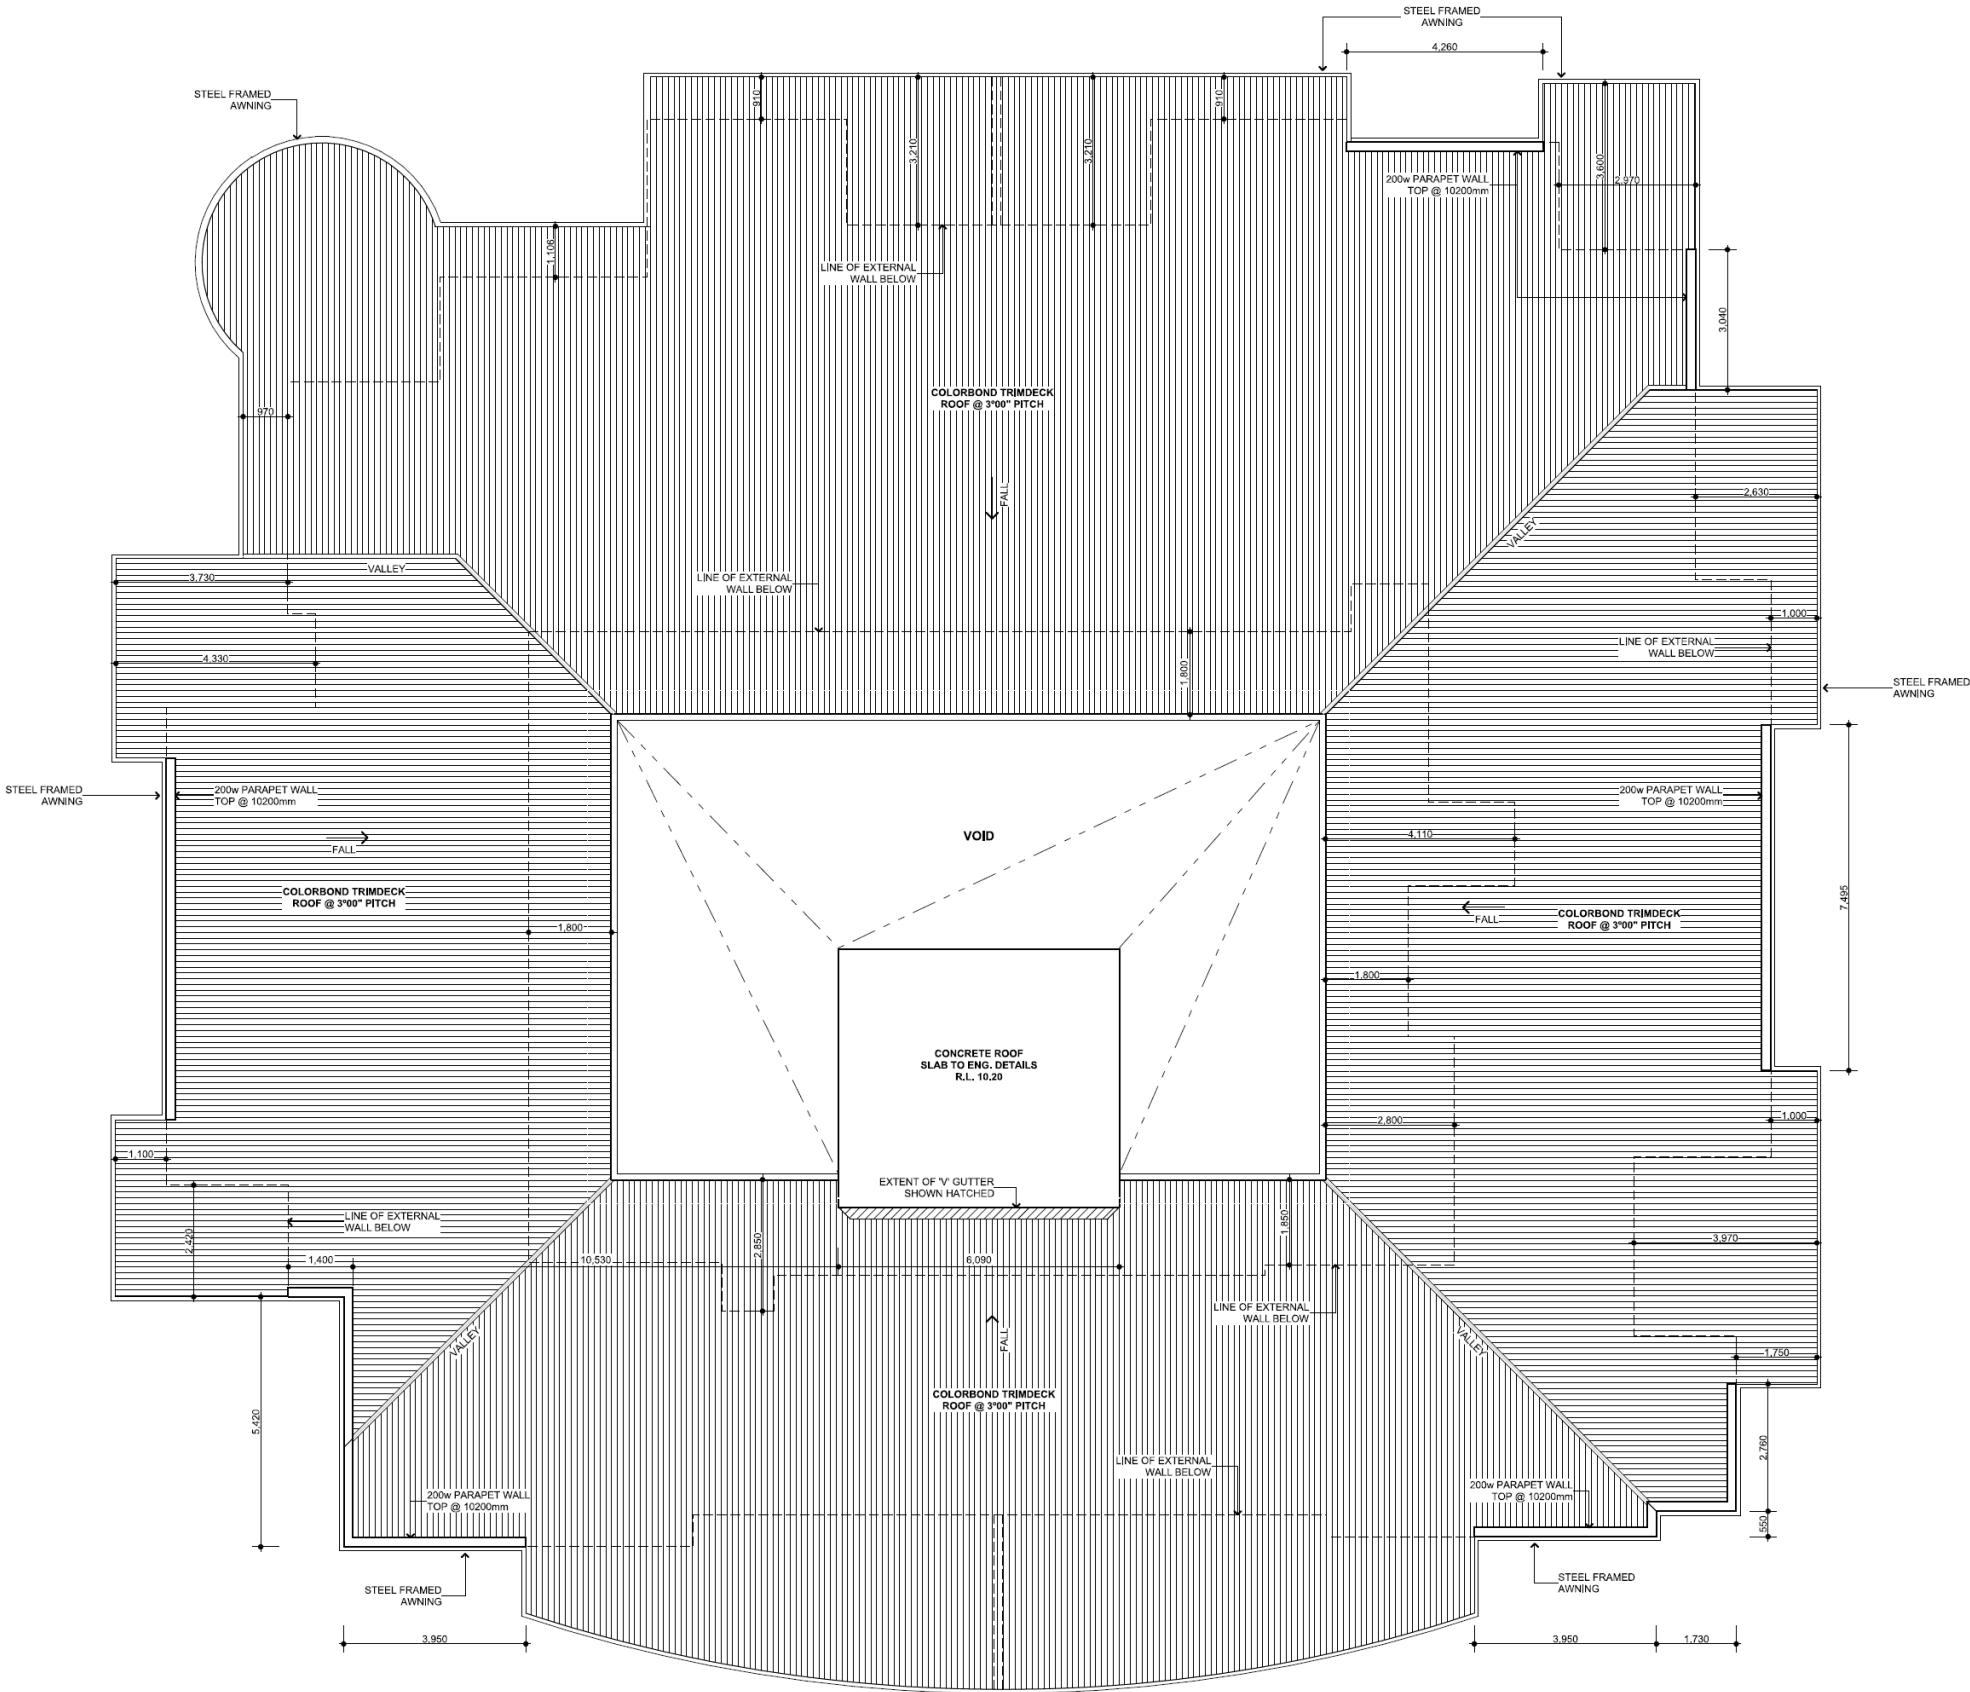 STEEL FRAMED
AWNING
4,260
STEEL FRAMED
AWNING
910
910
3,210
3,210
3,600
200w PARAPET WALL
TOP @ 10200mm
2,970
1,106
LINE OF EXTERNAL
WALL BELOW
3,040
COLORBOND TRIMDECK
ROOF @ 3°00" PITCH
970
FALL
2,630
VALLEY
VALLEY
3,730
LINE OF EXTERNAL
WALL BELOW
1,000
LINE OF EXTERNAL
WALL BELOW
4,330
1,800
STEEL FRAMED
AWNING
STEEL FRAMED
AWNING
200w PARAPET WALL
TOP @ 10200mm
200w PARAPET WALL
TOP @ 10200mm
VOID
4,110
FALL
COLORBOND TRIMDECK
ROOF @ 3°00" PITCH
7,495
FALL
COLORBOND TRIMDECK
ROOF @ 3°00" PITCH
1,800
1,800
CONCRETE ROOF
SLAB TO ENG. DETAILS
R.L. 10.20
2,800
1,000
1,100
EXTENT OF 'V' GUTTER
SHOWN HATCHED
LINE OF EXTERNAL
WALL BELOW
2,420
1,850
2,850
3,970
1,400
10,530
6,090
LINE OF EXTERNAL
WALL BELOW
FALL
VALLEY
VALLEY
1,750
COLORBOND TRIMDECK
ROOF @ 3°00" PITCH
5,420
2,760
LINE OF EXTERNAL
WALL BELOW
200w PARAPET WALL
TOP @ 10200mm
200w PARAPET WALL
TOP @ 10200mm
550
STEEL FRAMED
AWNING
STEEL FRAMED
AWNING
3,950
3,950
1,730